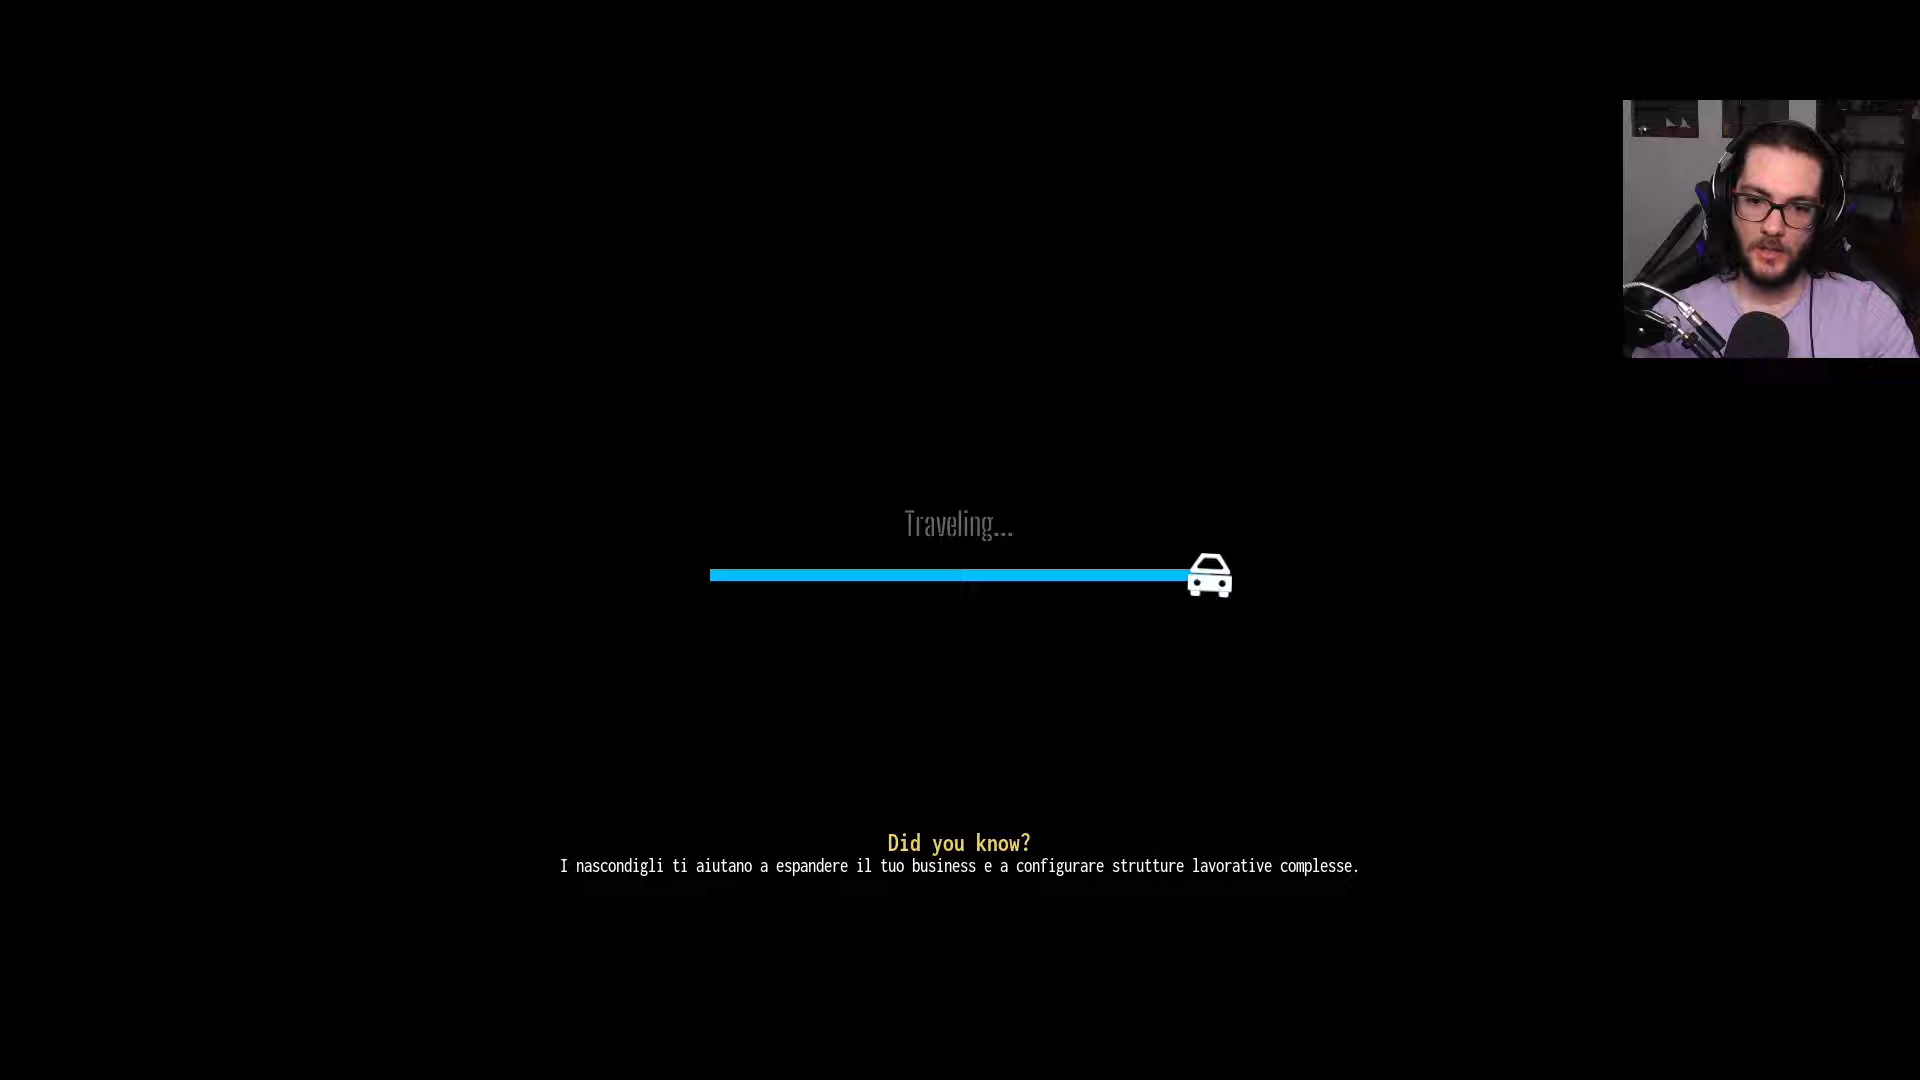 Traveling...
Did you know?
I nascondigli ti aiutano a espandere il tuo business e a configurare strutture lavorative complesse.